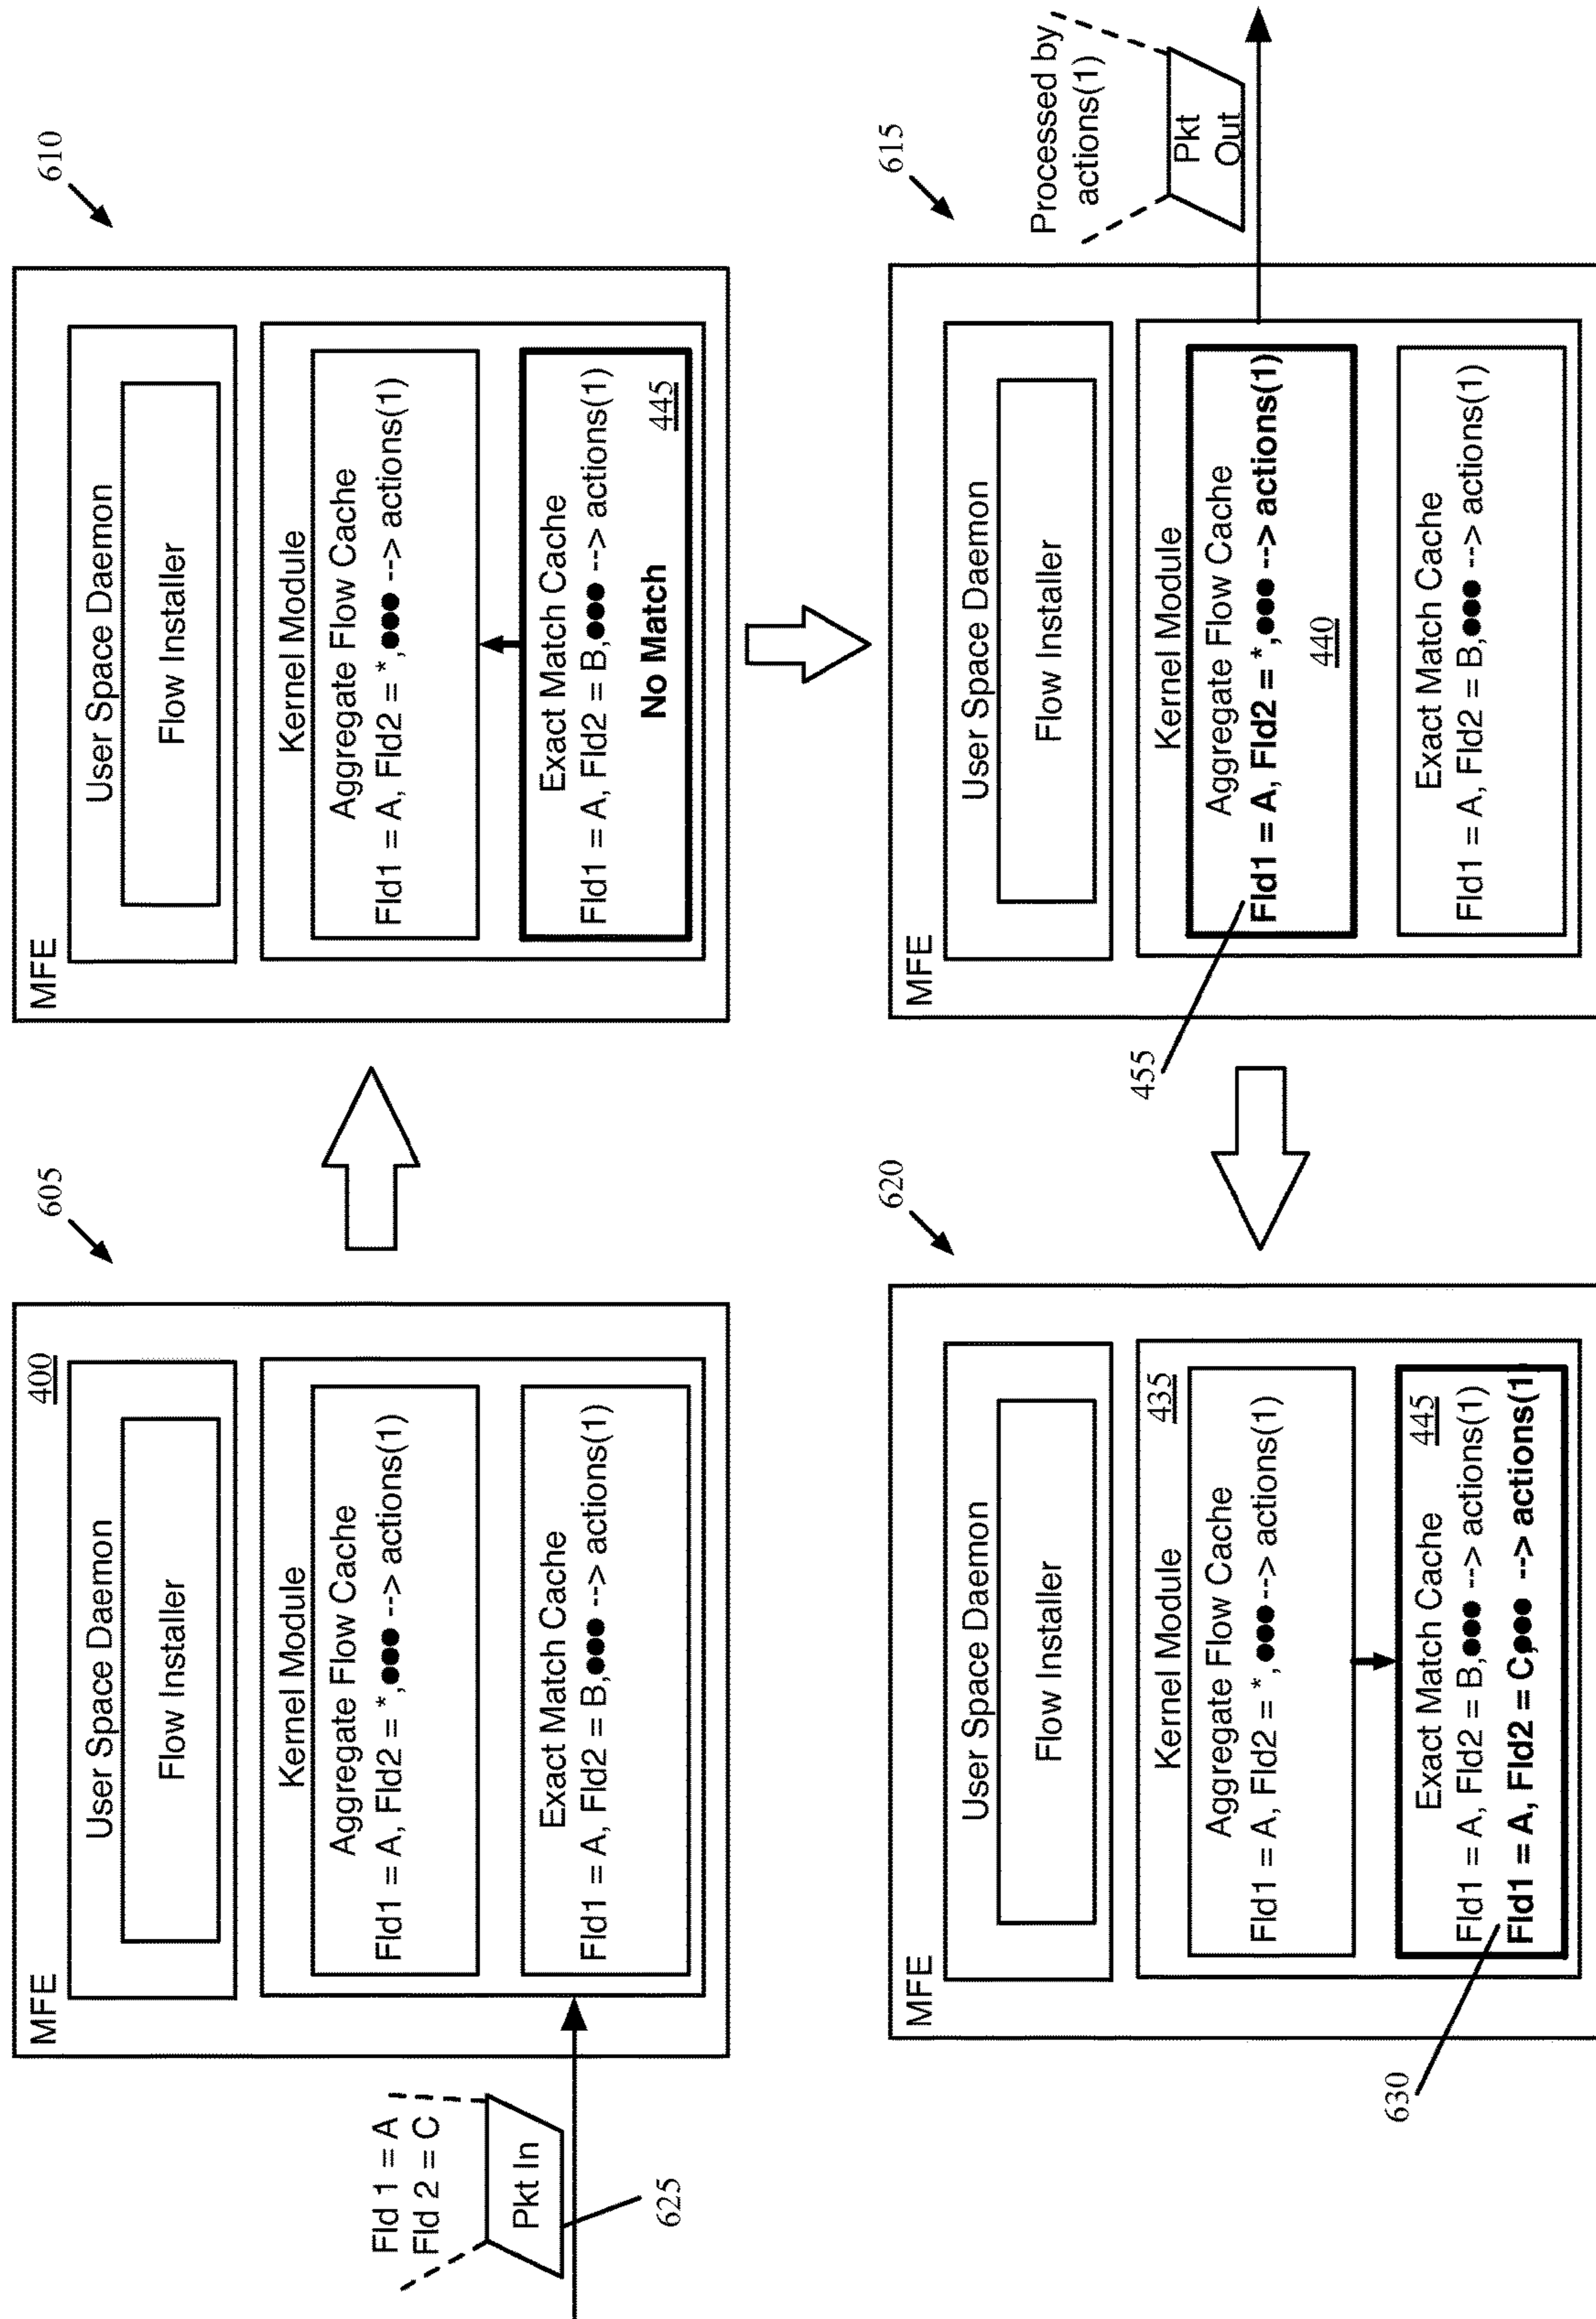 605
MFE
400
User Space Daemon
Flow Installer
Kernel Module
Aggregate Flow Cache
Fld1 = A, Fld2 = *,●●● --> actions(1)
Exact Match Cache
Fld1 = A, Fld2 = B,●●● --> actions(1)
Fld 1 = A
Fld 2 = C
Pkt In
625
610
MFE
User Space Daemon
Flow Installer
Kernel Module
Aggregate Flow Cache
Fld1 = A, Fld2 = *,●●● --> actions(1)
Exact Match Cache
Fld1 = A, Fld2 = B,●●● --> actions(1)
No Match
445
615
MFE
User Space Daemon
Flow Installer
Kernel Module
Aggregate Flow Cache
Fld1 = A, Fld2 = *,●●● --> actions(1)
440
Exact Match Cache
Fld1 = A, Fld2 = B,●●● --> actions(1)
455
Processed by
actions(1)
Pkt
Out
620
MFE
User Space Daemon
Flow Installer
Kernel Module
435
Aggregate Flow Cache
Fld1 = A, Fld2 = *,●●●--> actions(1)
Exact Match Cache
445
Fld1 = A, Fld2 = B,●●● --> actions(1)
Fld1 = A, Fld2 = C,●●● --> actions(1)
630